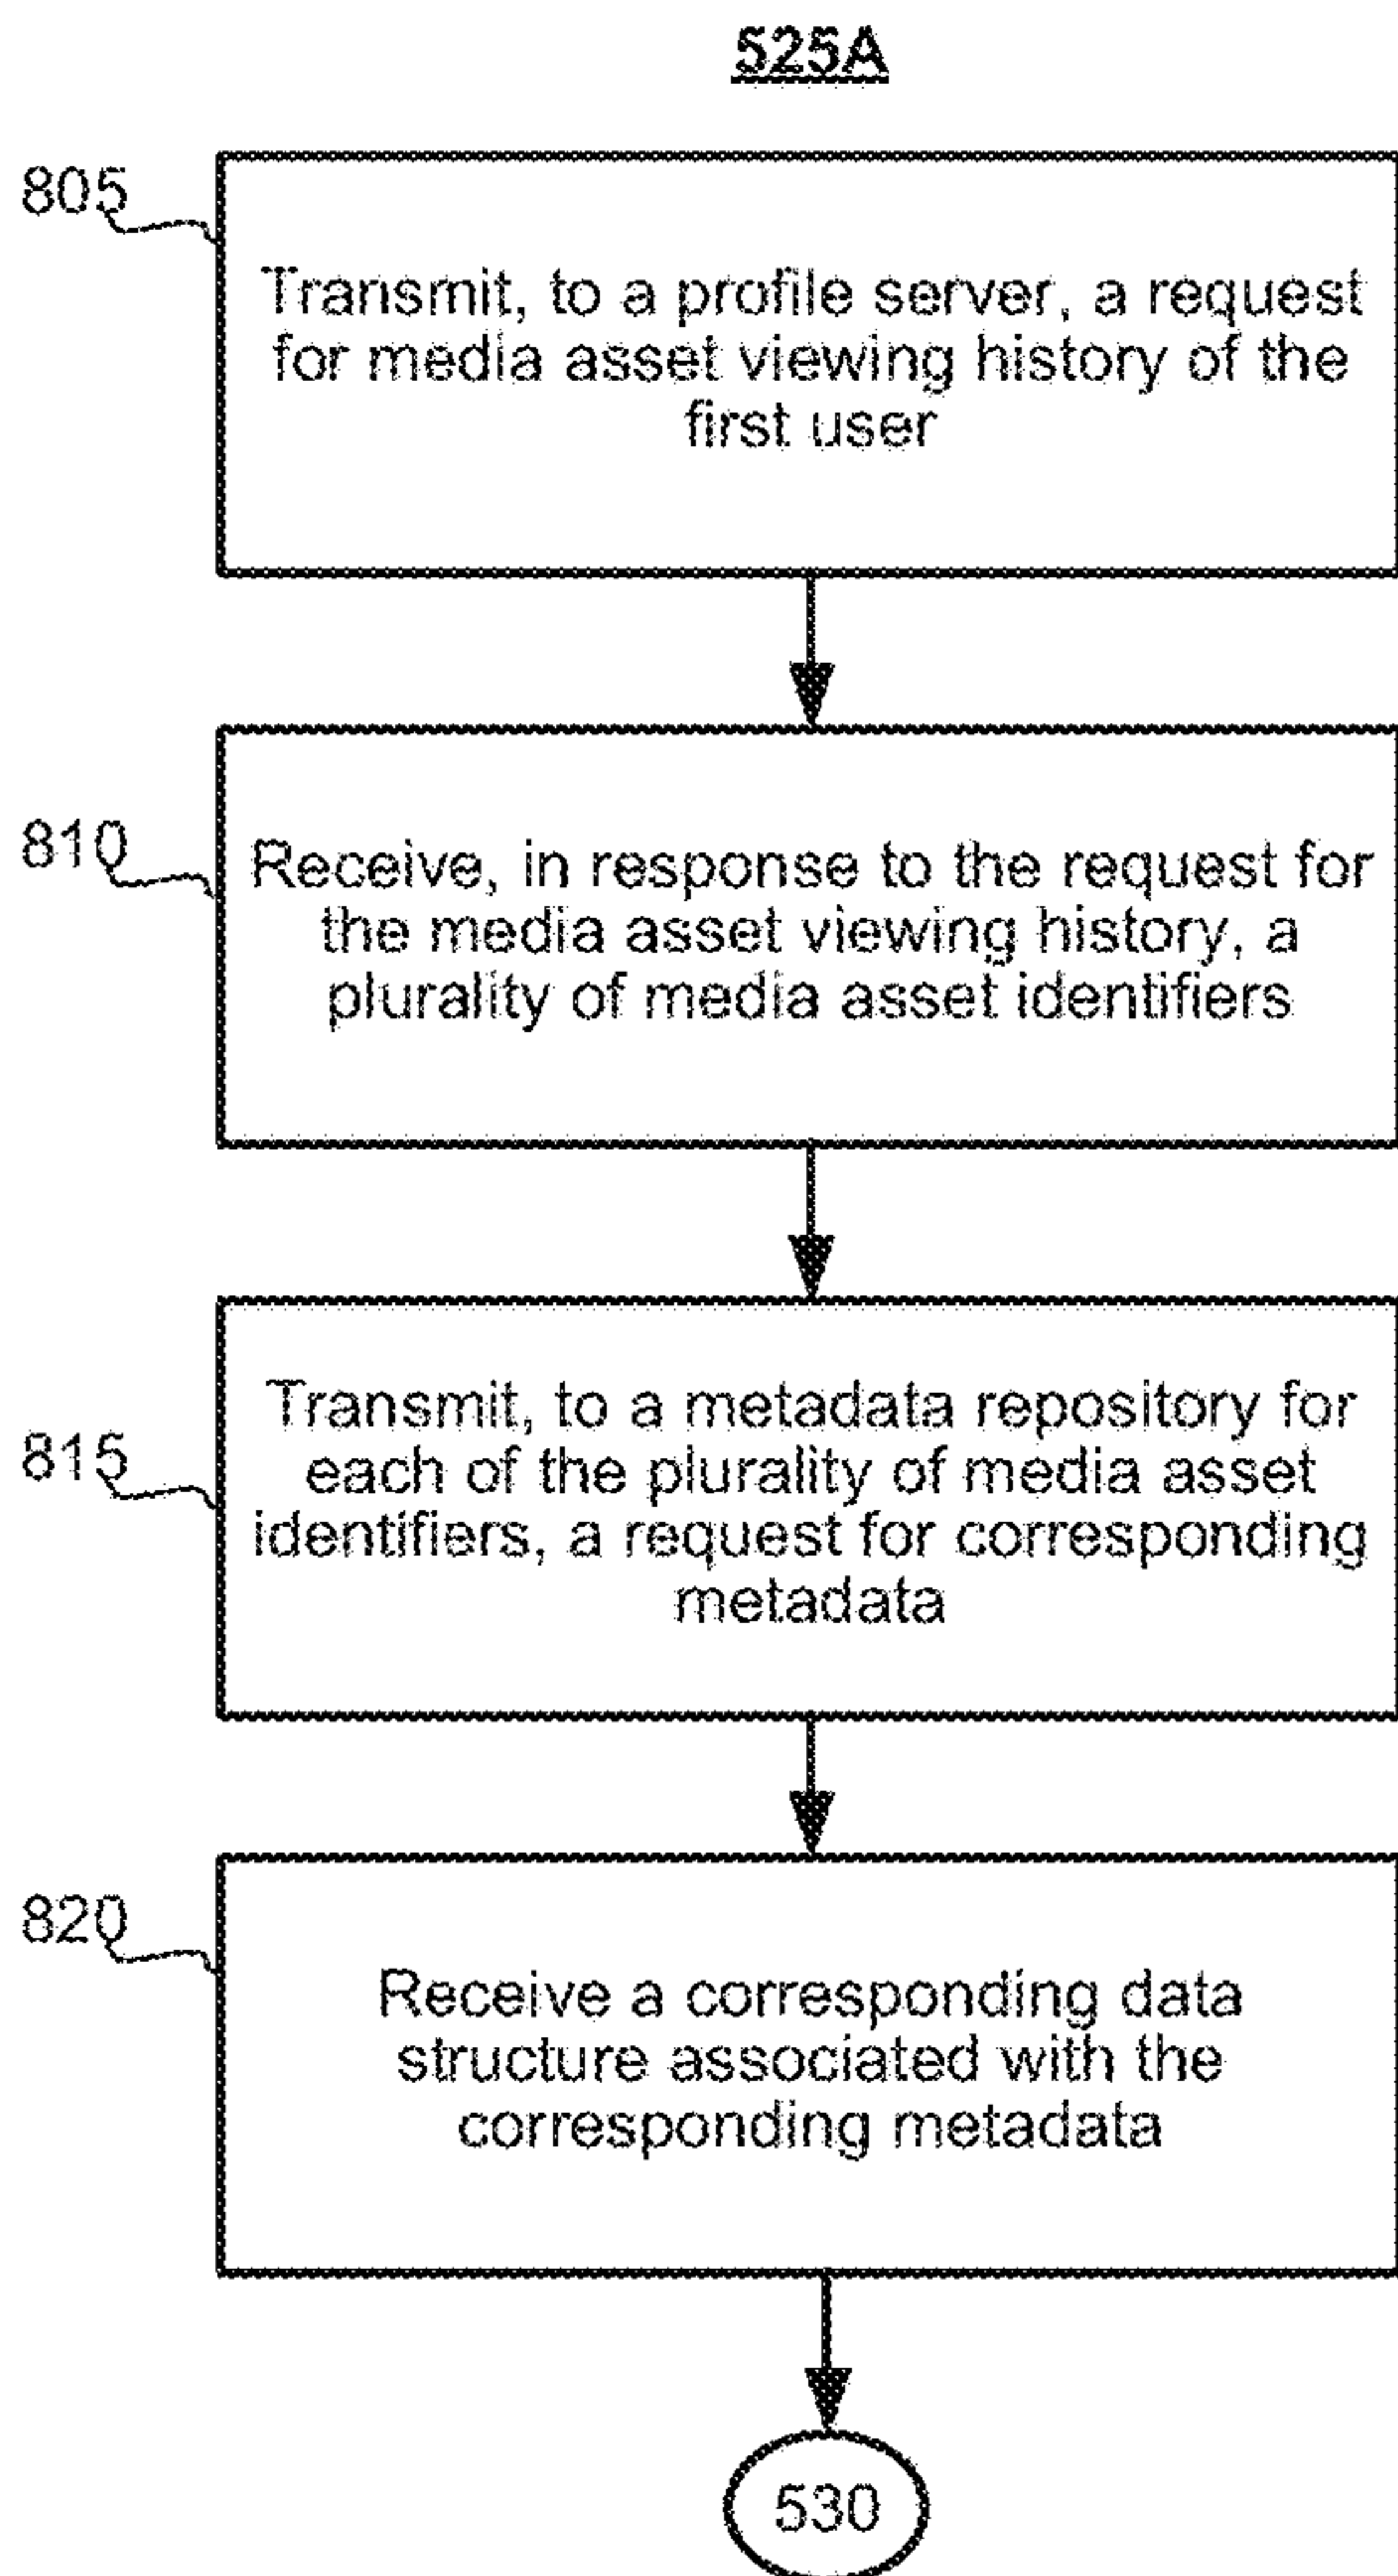 525A
805
Transmit, to a profile server, a request
for media asset viewing history of the
first user
810
Receive, in response to the request for
the media asset viewing history, a
plurality of media asset identifiers
815
Transmit, to a metadata repository for
each of the plurality of media asset
identifiers, a request for corresponding
metadata
820
Receive a corresponding data
structure associated with the
corresponding metadata
530